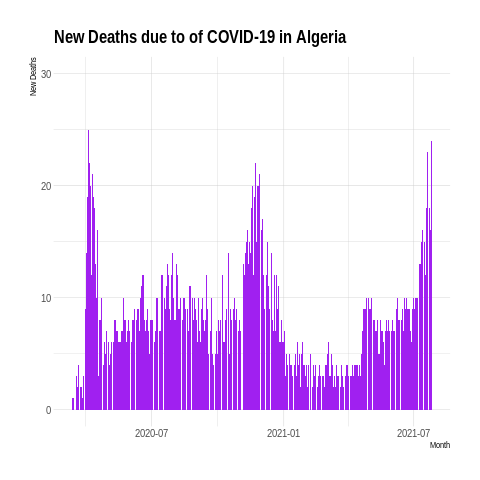 New Deaths due to of COVID-19 in Algeria
New Deaths
30
20
10
0
2020-07
2021-01
2021-07
Month